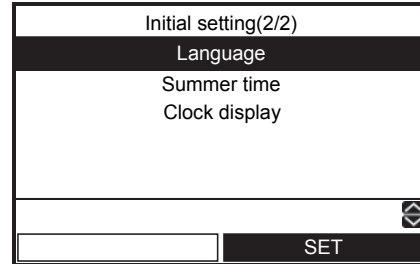 Initial setting(2/2)
Language
Summer time
Clock display
SET